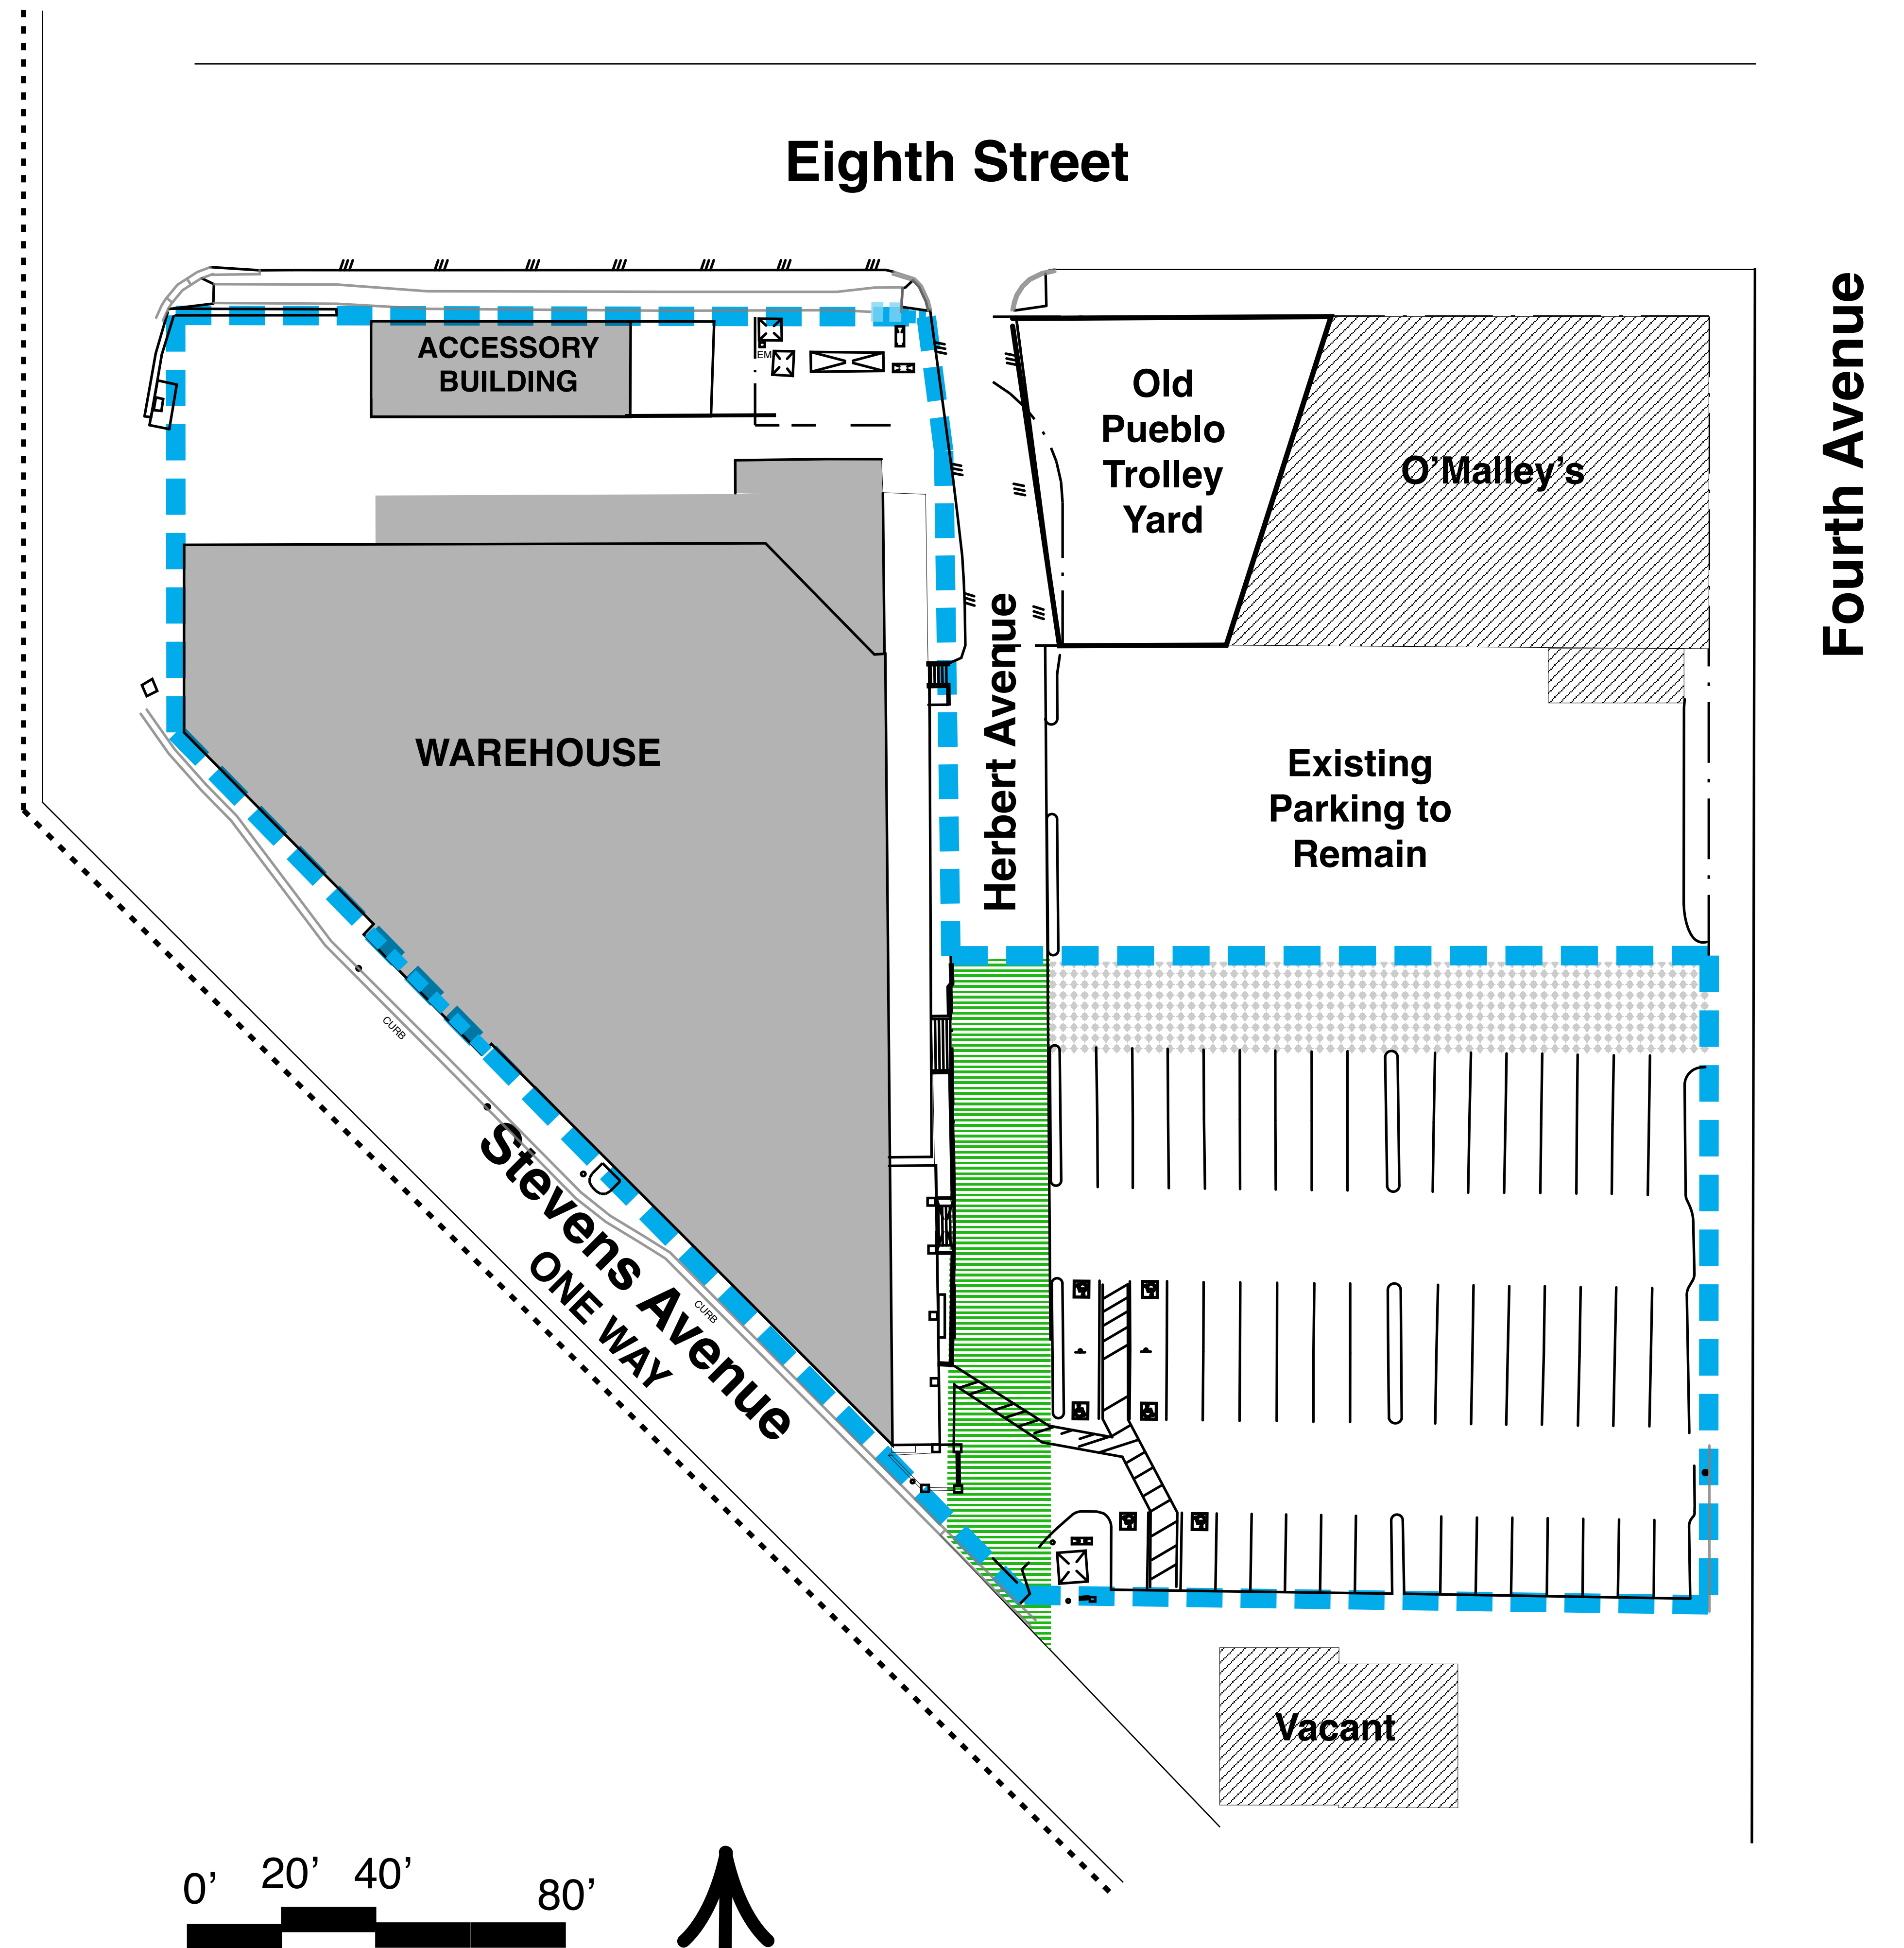 Eighth Street
Fourth Avenue
ACCESSORY
BUILDING
EM
Old
Pueblo
Trolley
Yard
O’Malley’s
Herbert Avenue
WAREHOUSE
Existing
Parking to
Remain
CURB
Stevens Avenue
ONE WAY
CURB
Vacant
0’
20’
40’
80’